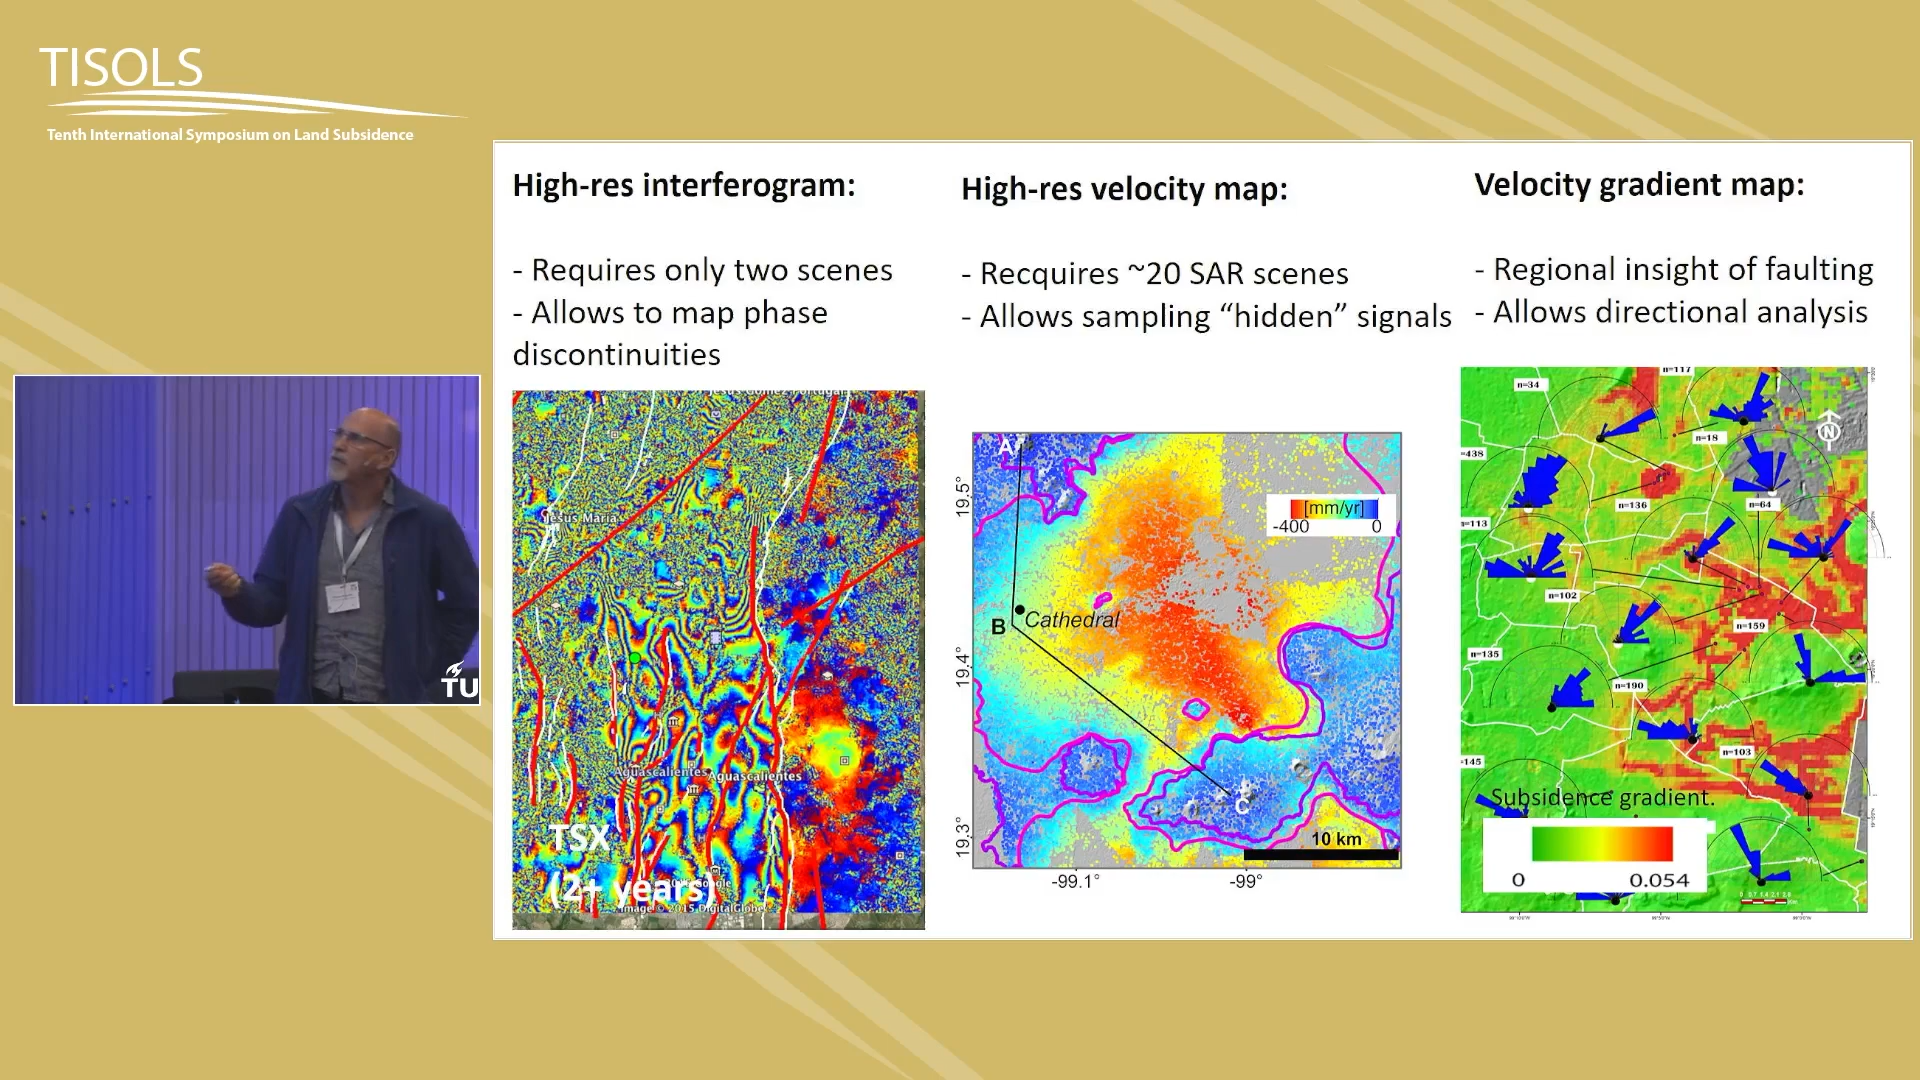 TISOLS
Tenth International Symposium on Land Subsidence
High-res interferogram:
- Requires only two scenes
- Allows to map phase
discontinuities
Jesus Maria
Aguascalientes
Aguascalientes
TSX
(2+ years)
Image © 2015 DigitalGlobe
High-res velocity map:
- Recquires ~20 SAR scenes
- Allows sampling “hidden” signals
A
[mm/yr]
-400 0
19.5°
Cathedral
B
19.4°
C
19.3°
10 km
-99.1° -99°
Velocity gradient map:
- Regional insight of faulting
- Allows directional analysis
n=117
n=34
N
n=18
=438
n=136
n=64
=113
n=102
n=159
n=135
n=190
n=103
=145
Subsidence gradient.
0 0.054
TU